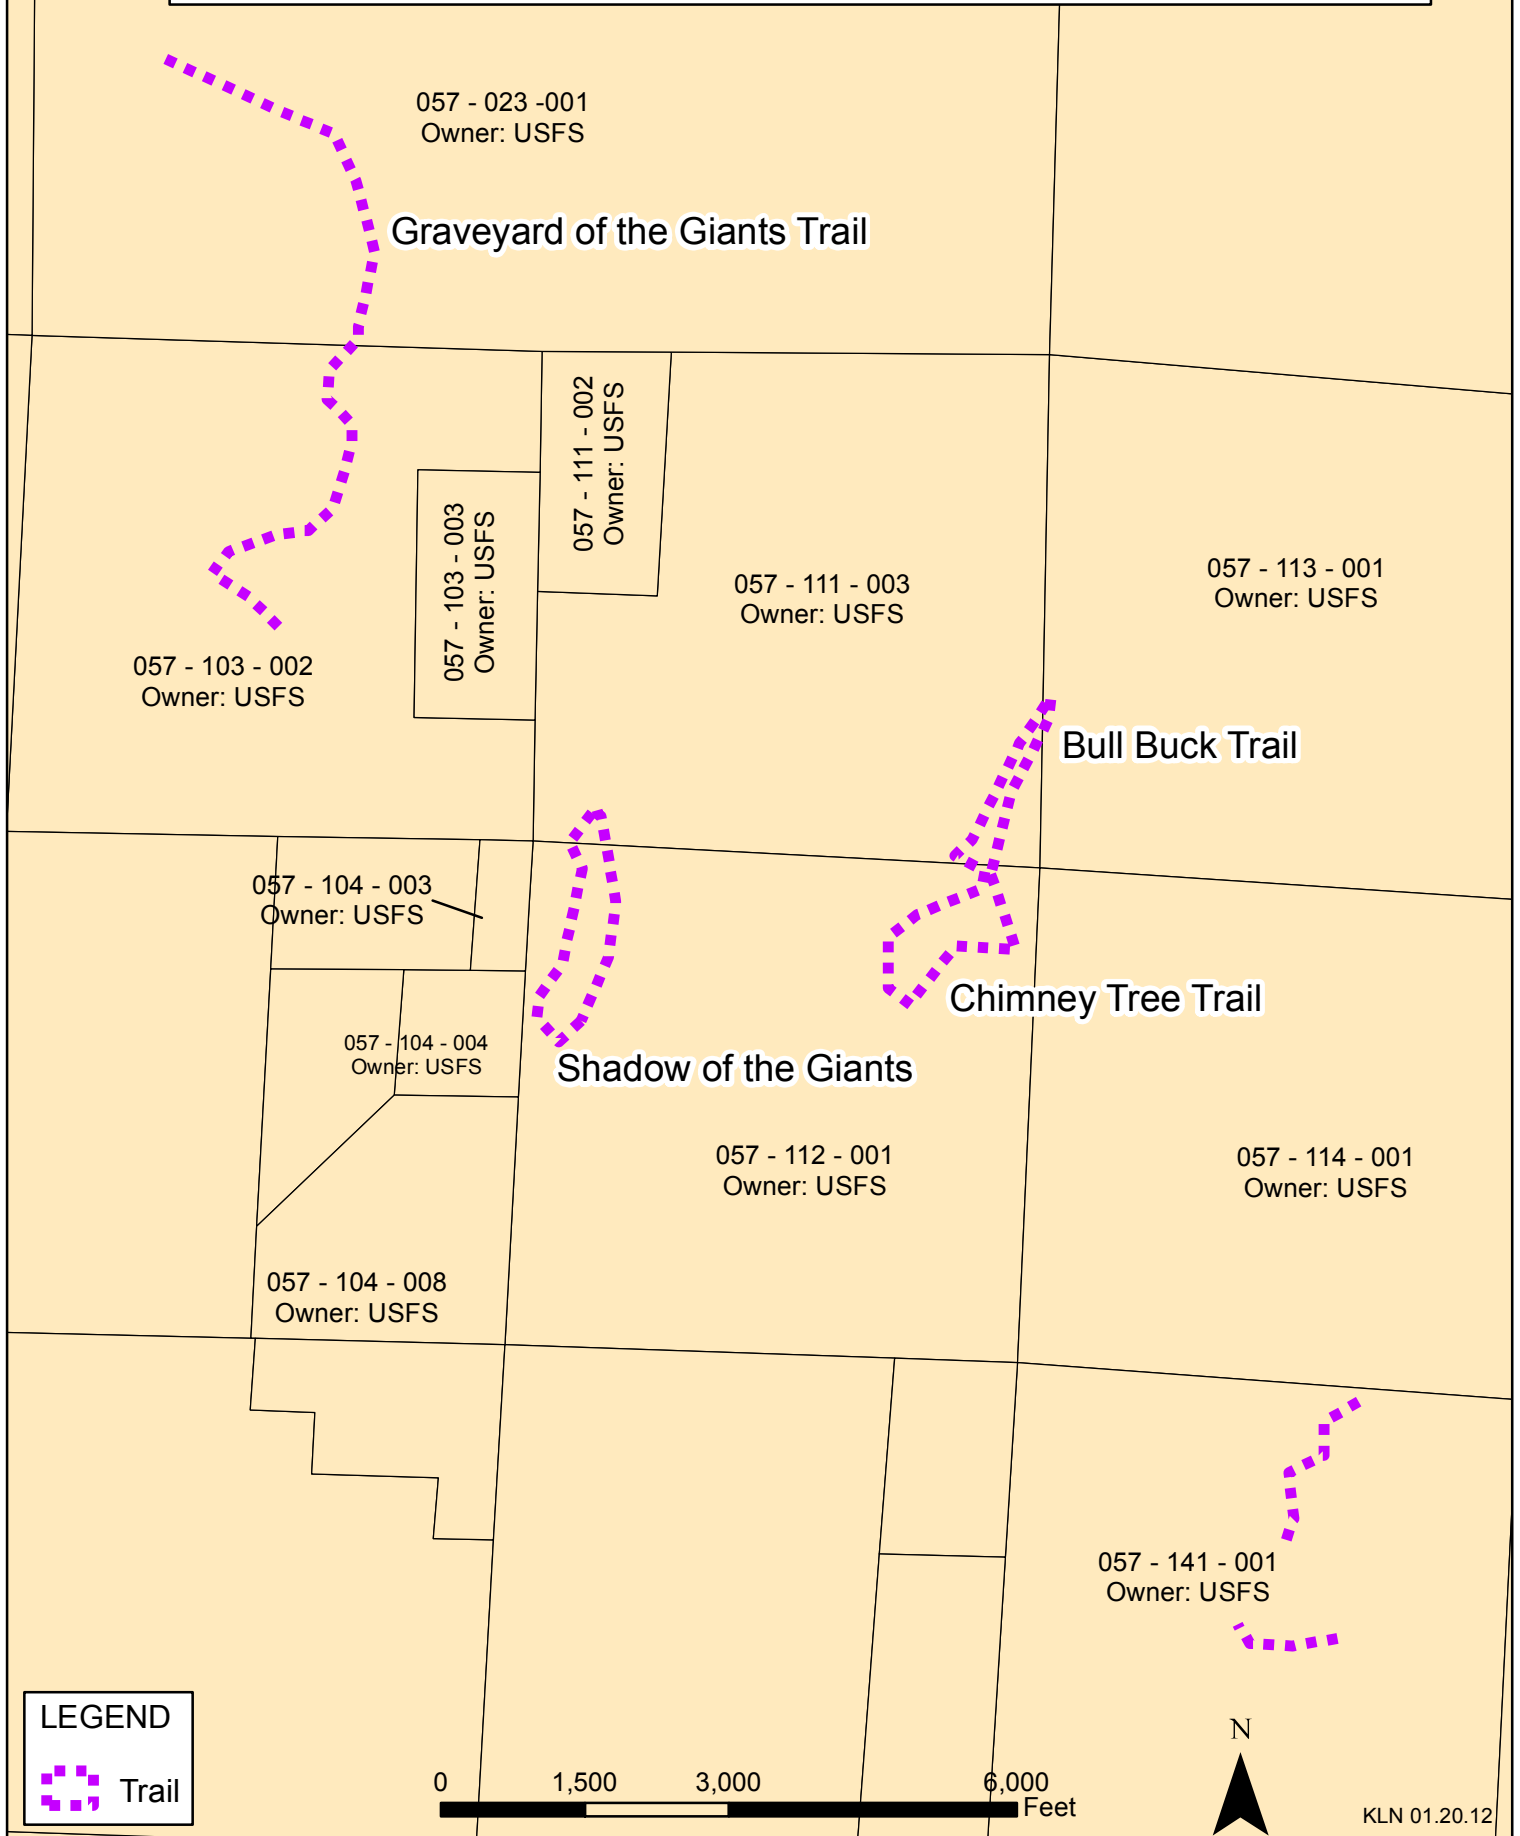 057 - 023 -001
Owner: USFS
Graveyard of the Giants Trail
057 - 111 - 002
Owner: USFS
057 - 103 - 003
Owner: USFS
057 - 111 - 003
Owner: USFS
057 - 113 - 001
Owner: USFS
057 - 103 - 002
Owner: USFS
Bull Buck Trail
057 - 104 - 003
Owner: USFS
Chimney Tree Trail
057 - 104 - 004
Owner: USFS
Shadow of the Giants
057 - 112 - 001
Owner: USFS
057 - 114 - 001
Owner: USFS
057 - 104 - 008
Owner: USFS
057 - 141 - 001
Owner: USFS
LEGEND
Trail
0 1,500 3,000 6,000
Feet
N
KLN 01.20.12